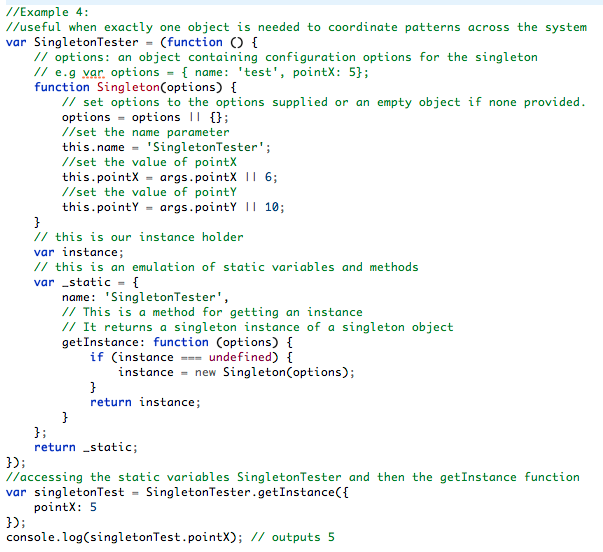 //Example 4:
//useful when exactly one object is needed to coordinate patterns across the system
var SingletonTester = (function () {
    // options: an object containing configuration options for the singleton
    // e.g var options = { name: 'test', pointX: 5};
    function Singleton(options) {
        // set options to the options supplied or an empty object if none provided.
        options = options || {};
        //set the name parameter
        this.name = 'SingletonTester';
        //set the value of pointX
        this.pointX = args.pointX || 6;
        //set the value of pointY
        this.pointY = args.pointY || 10;
    }
    // this is our instance holder
    var instance;
    // this is an emulation of static variables and methods
    var _static = {
        name: 'SingletonTester',
        // This is a method for getting an instance
        // It returns a singleton instance of a singleton object
        getInstance: function (options) {
            if (instance === undefined) {
                instance = new Singleton(options);
            }
            return instance;
        }
    };
    return _static;
});
//accessing the static variables SingletonTester and then the getInstance function
var singletonTest = SingletonTester.getInstance({
    pointX: 5
});
console.log(singletonTest.pointX); // outputs 5